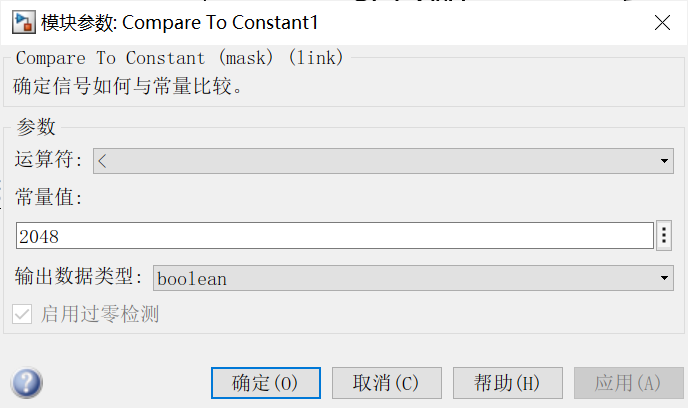 模块参数: Compare To Constant1
Compare To Constant (mask) (link)
确定信号如何与常量比较。
参数
运算符: <
常量值:
2048
输出数据类型: boolean
启用过零检测
确定(O) 取消(C) 帮助(H) 应用(A)